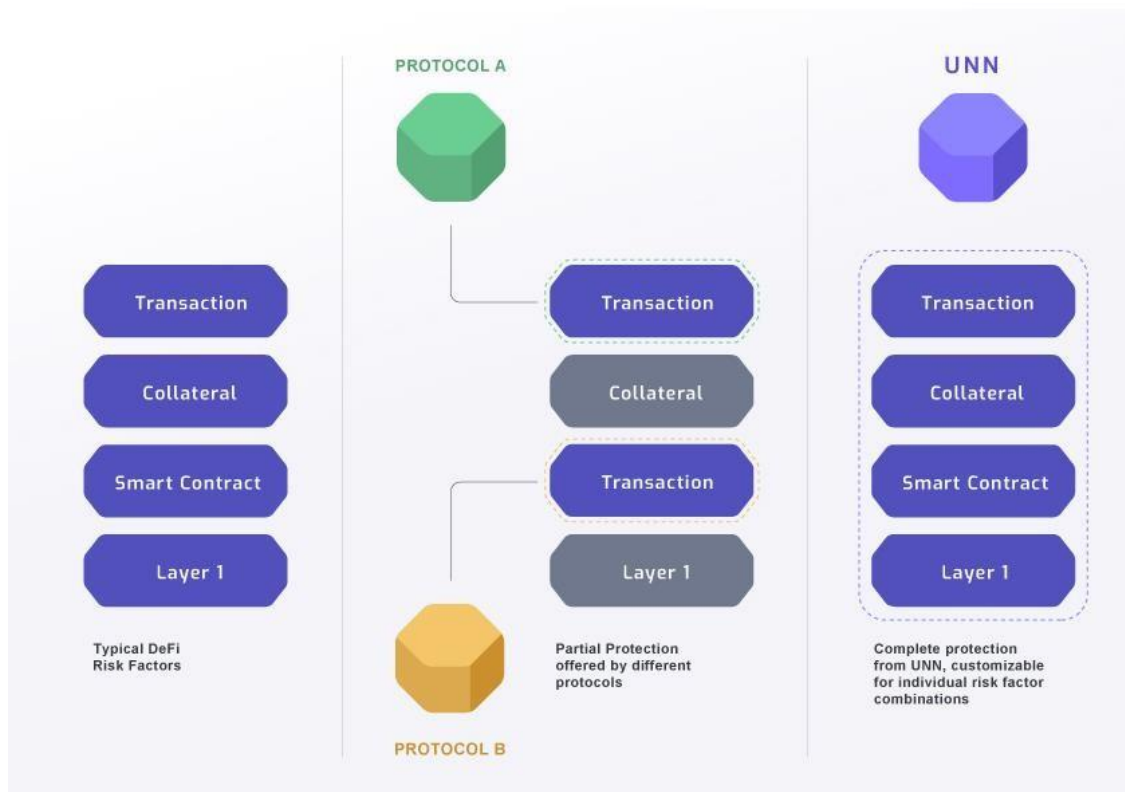 Transaction
Collateral
Smart Contract
Layer 1
Typical DeFi
Risk Factors
PROTOCOL A
Transaction
Collateral
Transaction
Layer 1
PROTOCOL B
Partial Protection
offered by different
protocols
UNN
Transaction
Collateral
Smart Contract
Layer 1
Complete protection
from UNN, customizable
for individual risk factor
combinations